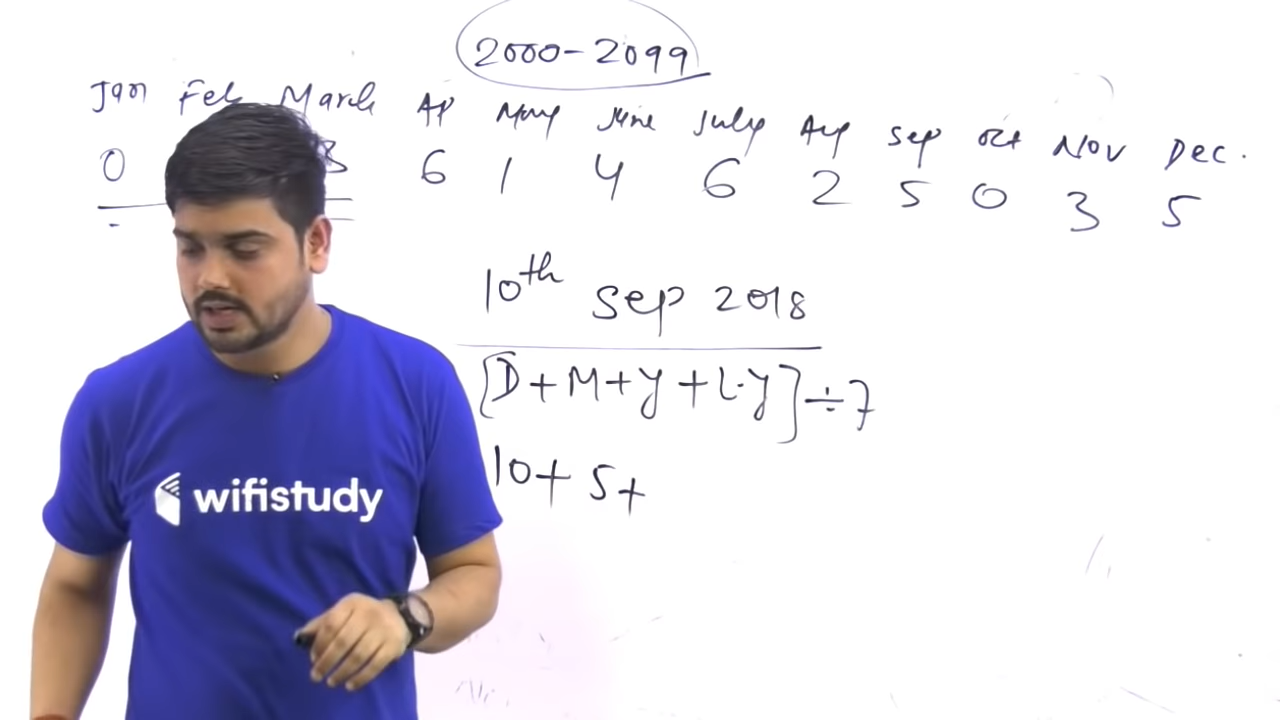 2000-2099
Jan Feb March AP May June July Aug Sep Oct Nov Dec.
0 3 6 1 4 6 2 5 0 3 5
10th Sep 2018
[D+M+y+L.y]÷7
10+5+
wifistudy